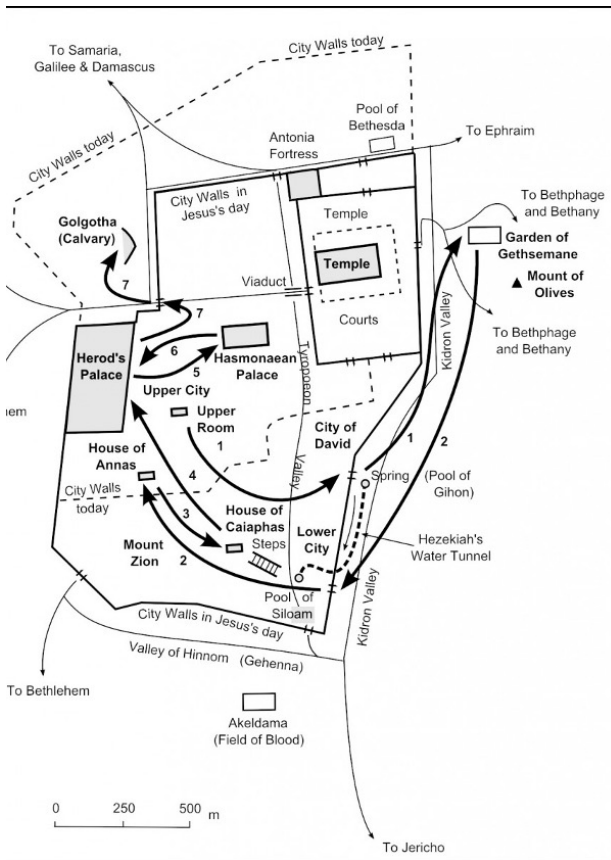 City Walls today
To Samaria,
Galilee & Damascus
Pool of
Bethesda
To Ephraim
Antonia
Fortress
City Walls today
City Walls in
Jesus's day
To Bethphage
and Bethany
Temple
Golgotha
(Calvary)
Garden of
Gethsemane
Temple
Viaduct
Mount of
Olives
7
7
Courts
Kidron Valley
To Bethphage
and Bethany
6
Herod's
Palace
5
Hasmonaean
Palace
Tyropoeon
Valley
Upper City
Upper
Room
hem
City of
David
1
1
2
House of
Annas
4
Spring
(Pool of
Gihon)
City Walls
today
3
House of
Caiaphas
Steps
Lower
City
Hezekiah's
Water Tunnel
Mount
Zion
2
Pool of
Siloam
City Walls in Jesus's day
Kidron Valley
Valley of Hinnom (Gehenna)
To Bethlehem
Akeldama
(Field of Blood)
0 250 500 m
To Jericho